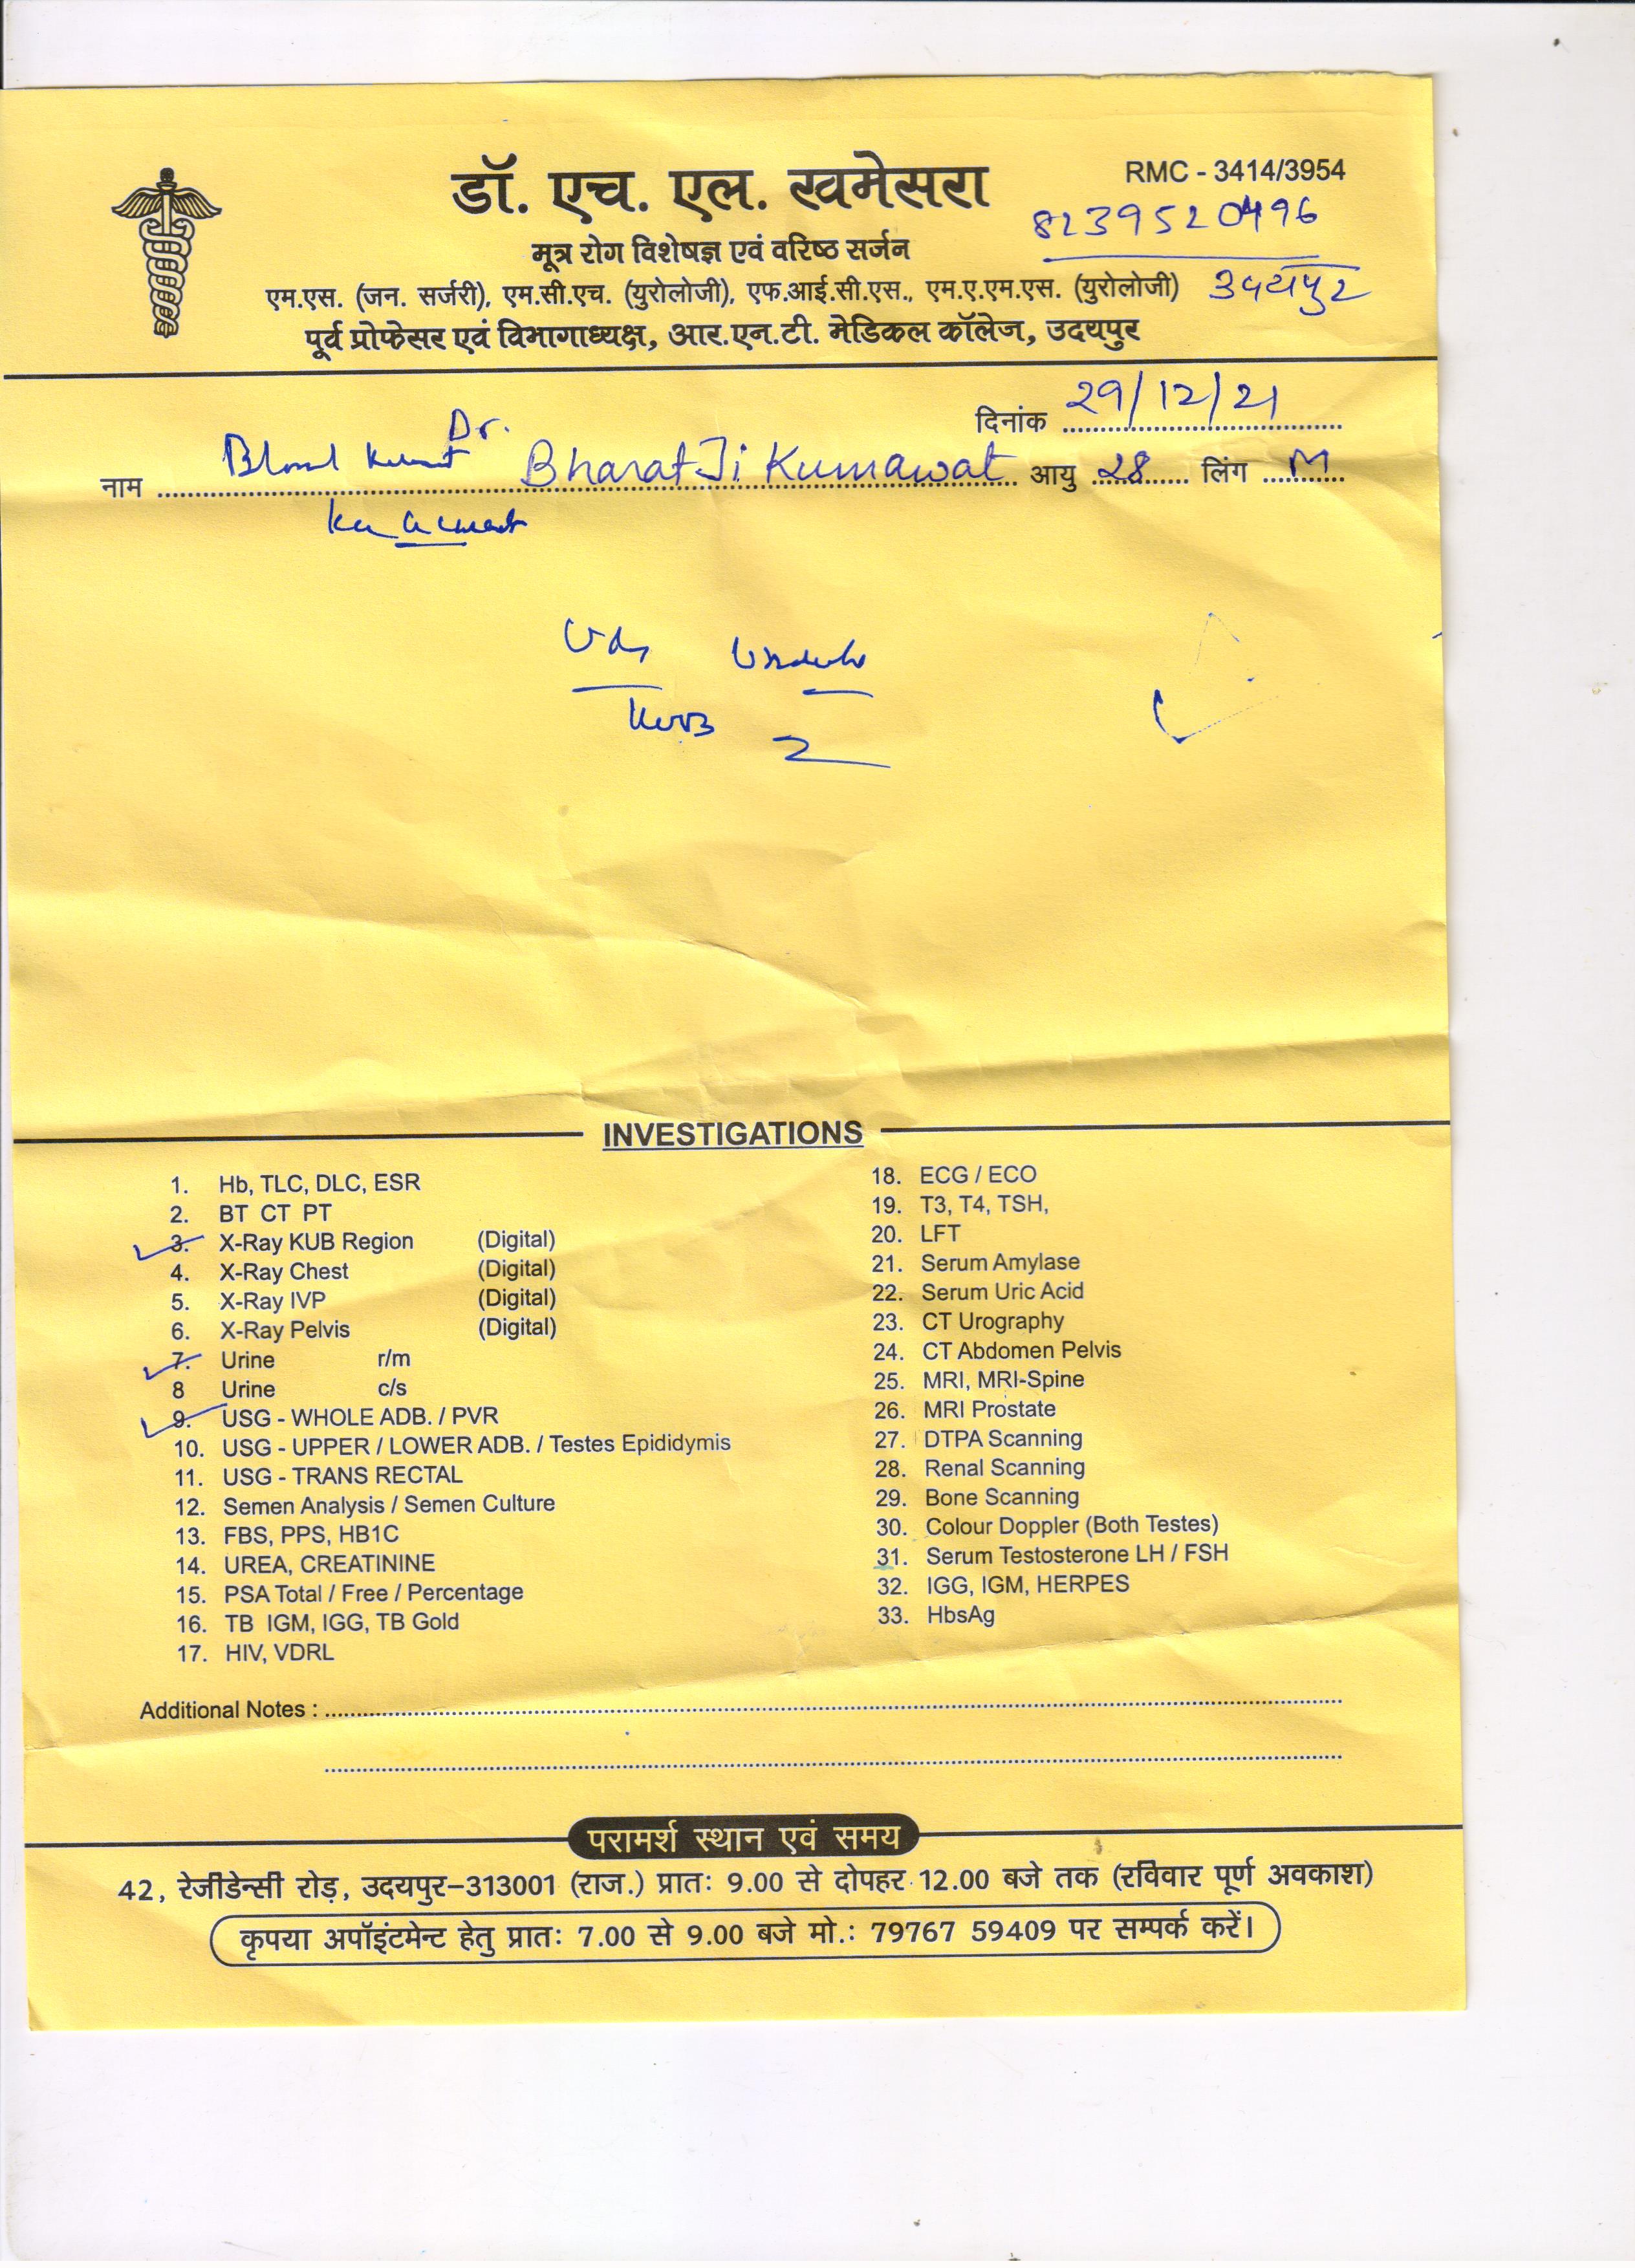 डॉ. एच. एल. खमेसरा
RMC - 3414/3954
8239520496
मूत्र रोग विशेषज्ञ एवं वरिष्ठ सर्जन
एम.एस. (जन. सर्जरी), एम.सी.एच. (युरोलोजी), एफ.आई.सी.एस., एम.ए.एम.एस. (युरोलोजी) उदयपुर
पूर्व प्रोफेसर एवं विभागाध्यक्ष, आर.एन.टी. मेडिकल कॉलेज, उदयपुर
दिनांक 29/12/21
नाम Dr. Bharat Ji Kumawat आयु 28 लिंग M
INVESTIGATIONS
1. Hb, TLC, DLC, ESR
2. BT CT PT
3. X-Ray KUB Region (Digital)
4. X-Ray Chest (Digital)
5. X-Ray IVP (Digital)
6. X-Ray Pelvis (Digital)
7. Urine r/m
8 Urine c/s
9. USG - WHOLE ADB. / PVR
10. USG - UPPER / LOWER ADB. / Testes Epididymis
11. USG - TRANS RECTAL
12. Semen Analysis / Semen Culture
13. FBS, PPS, HB1C
14. UREA, CREATININE
15. PSA Total / Free / Percentage
16. TB IGM, IGG, TB Gold
17. HIV, VDRL
18. ECG / ECO
19. T3, T4, TSH,
20. LFT
21. Serum Amylase
22. Serum Uric Acid
23. CT Urography
24. CT Abdomen Pelvis
25. MRI, MRI-Spine
26. MRI Prostate
27. DTPA Scanning
28. Renal Scanning
29. Bone Scanning
30. Colour Doppler (Both Testes)
31. Serum Testosterone LH / FSH
32. IGG, IGM, HERPES
33. HbsAg
Additional Notes :
परामर्श स्थान एवं समय
42, रेजीडेन्सी रोड़, उदयपुर-313001 (राज.) प्रातः 9.00 से दोपहर 12.00 बजे तक (रविवार पूर्ण अवकाश)
कृपया अपॉइंटमेन्ट हेतु प्रातः 7.00 से 9.00 बजे मो.: 79767 59409 पर सम्पर्क करें।